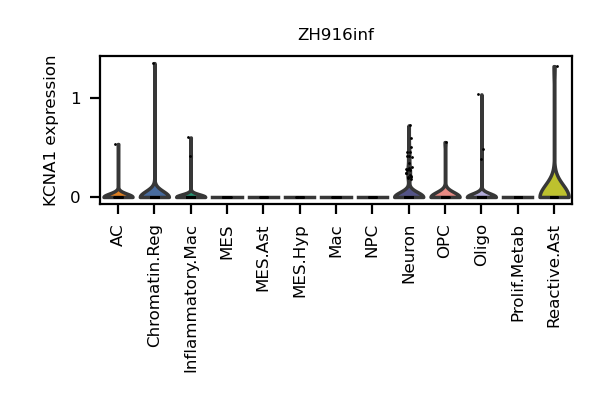 ZH916inf
KCNA1 expression
1
0
AC
Chromatin.Reg
Inflammatory.Mac
MES
MES.Ast
MES.Hyp
Mac
NPC
Neuron
OPC
Oligo
Prolif.Metab
Reactive.Ast